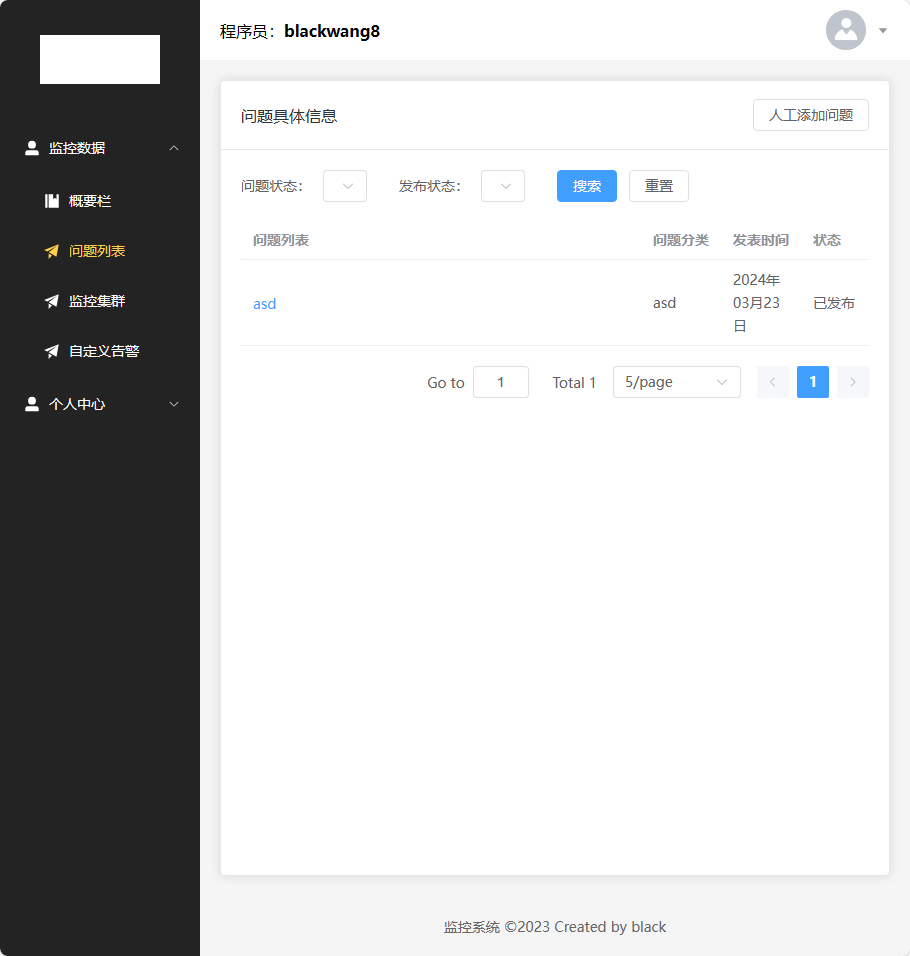 程序员：blackwang8
监控数据
概要栏
问题列表
监控集群
自定义告警
个人中心
问题具体信息
人工添加问题
问题状态：
发布状态：
搜索
重置
问题列表 问题分类 发表时间 状态
asd asd 2024年
03月23
日 已发布
Go to 1 Total 1 5/page 1
监控系统 ©2023 Created by black